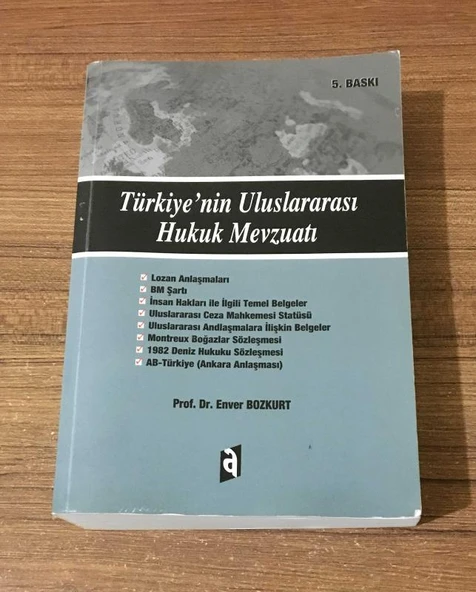 5. BASKI
Türkiye'nin Uluslararası
Hukuk Mevzuatı
Lozan Anlaşmaları
BM Şartı
İnsan Hakları ile İlgili Temel Belgeler
Uluslararası Ceza Mahkemesi Statüsü
Uluslararası Andlaşmalara İlişkin Belgeler
Montreux Boğazlar Sözleşmesi
1982 Deniz Hukuku Sözleşmesi
AB-Türkiye (Ankara Anlaşması)
Prof. Dr. Enver BOZKURT
a